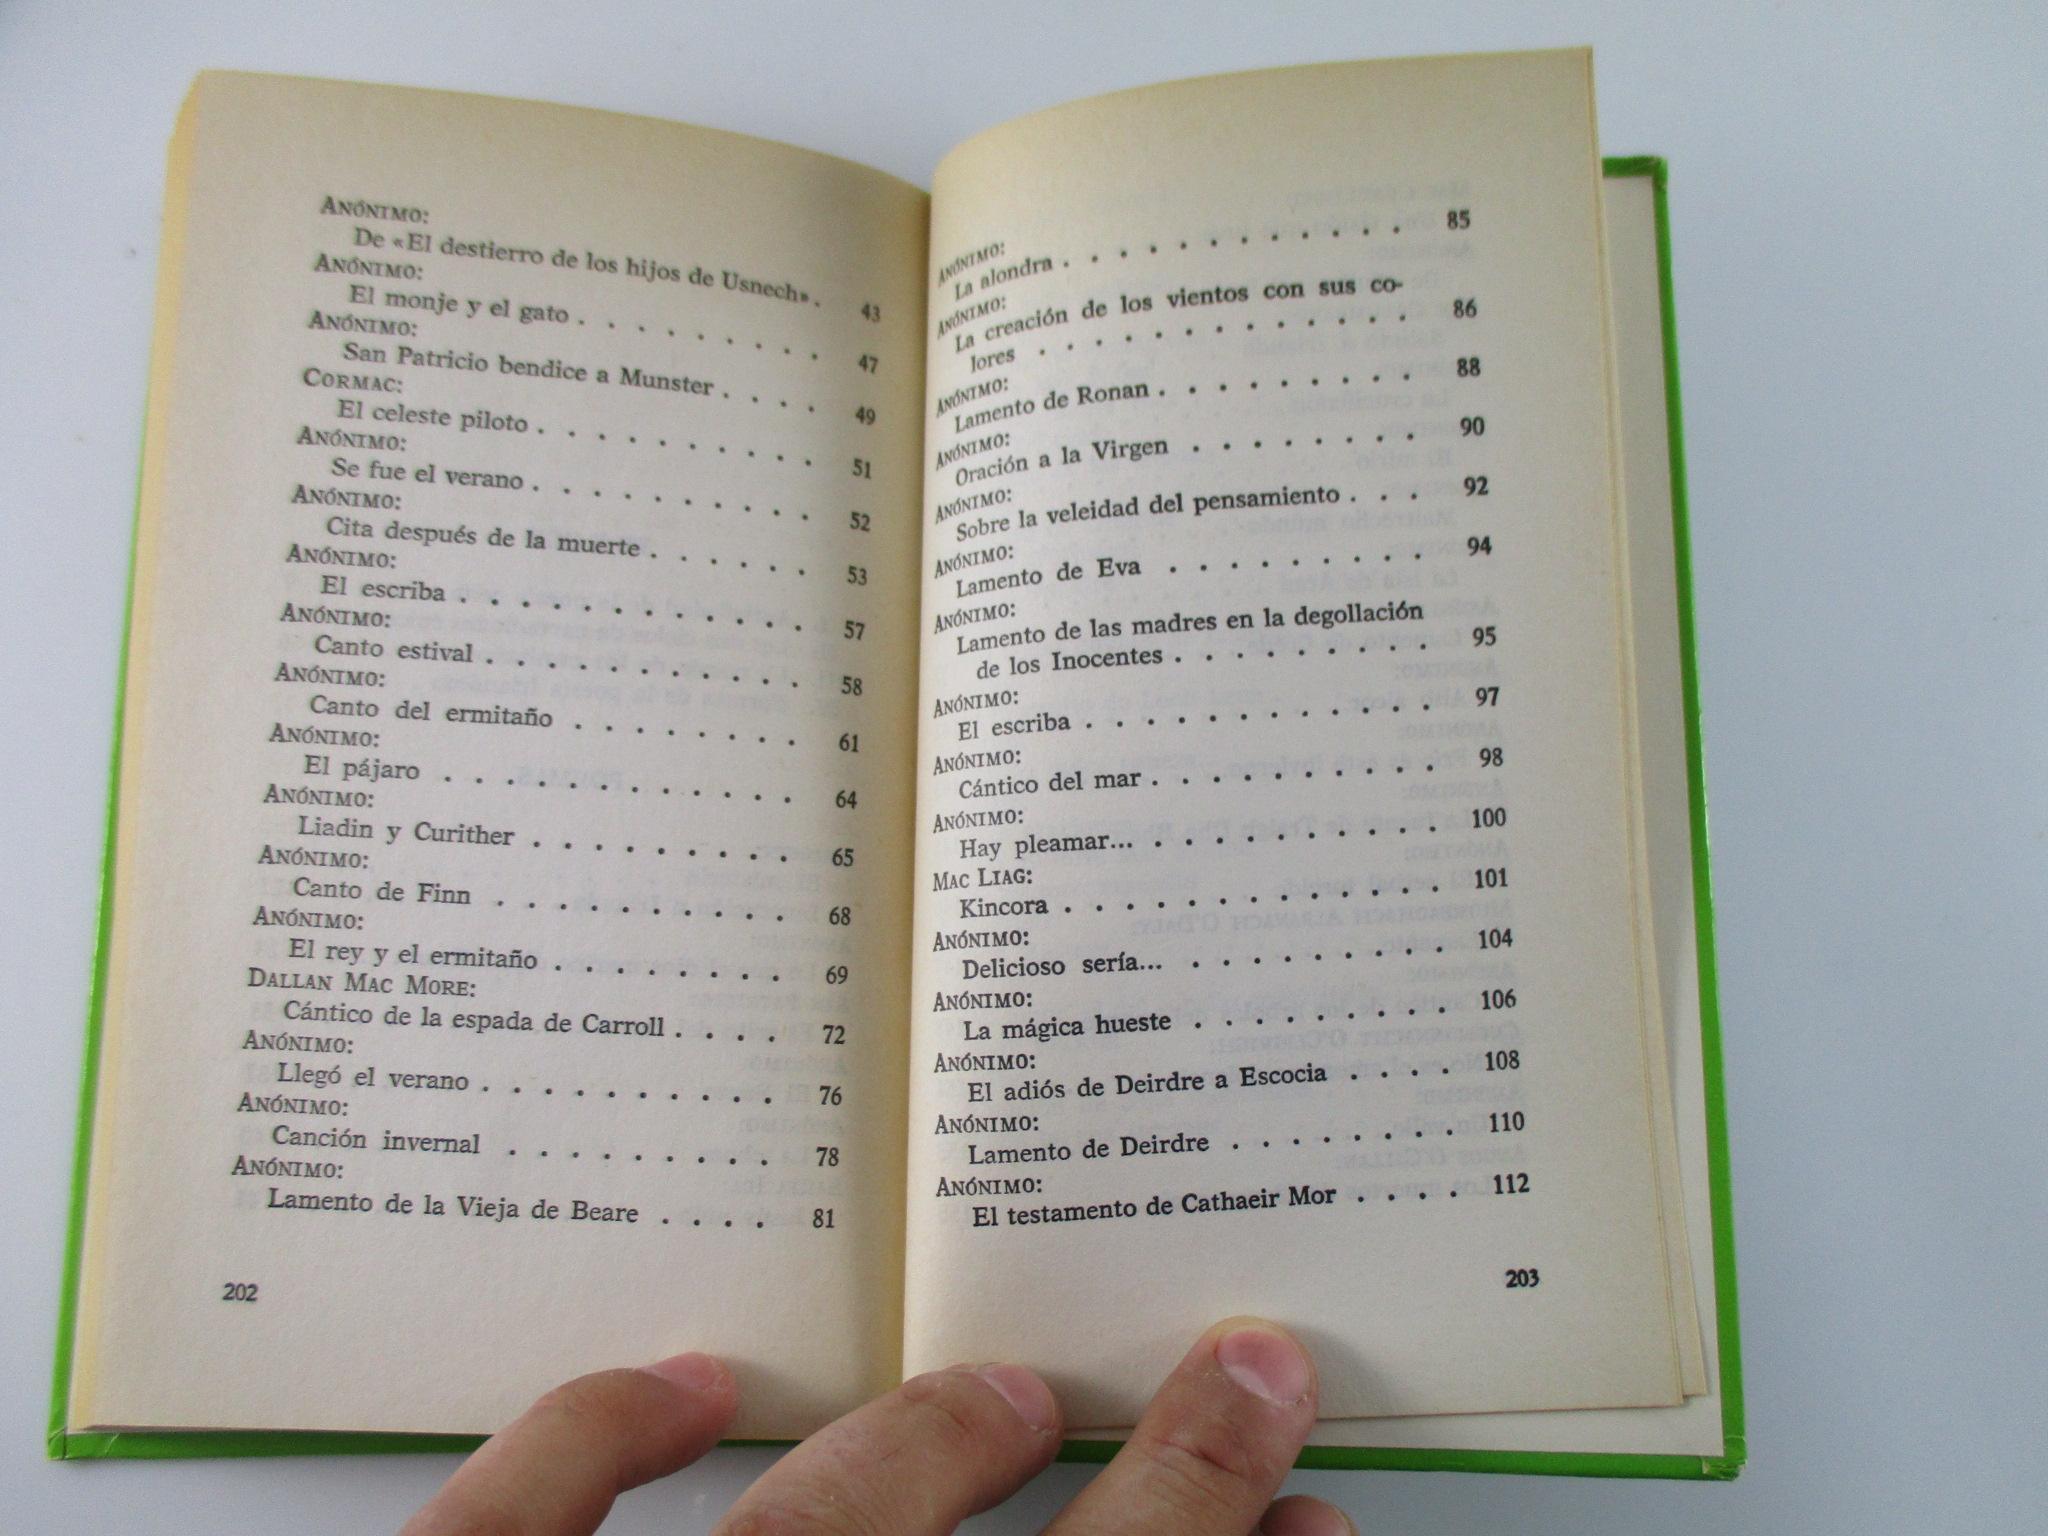 ANÓNIMO:
De «El destierro de los hijos de Usnech» . 43
ANÓNIMO:
El monje y el gato . . . . . . . . 47
ANÓNIMO:
San Patricio bendice a Munster . . . . 49
CORMAC:
El celeste piloto . . . . . . . . . . 51
ANÓNIMO:
Se fue el verano . . . . . . . . . . 52
ANÓNIMO:
Cita después de la muerte . . . . . . 53
ANÓNIMO:
El escriba . . . . . . . . . . . . 57
ANÓNIMO:
Canto estival . . . . . . . . . . . 58
ANÓNIMO:
Canto del ermitaño . . . . . . . . 61
ANÓNIMO:
El pájaro . . . . . . . . . . . . 64
ANÓNIMO:
Liadin y Curither . . . . . . . . . 65
ANÓNIMO:
Canto de Finn . . . . . . . . . . 68
ANÓNIMO:
El rey y el ermitaño . . . . . . . . 69
DALLAN MAC MORE:
Cántico de la espada de Carroll . . . . 72
ANÓNIMO:
Llegó el verano . . . . . . . . . . 76
ANÓNIMO:
Canción invernal . . . . . . . . . 78
ANÓNIMO:
Lamento de la Vieja de Beare . . . . 81
202
ANÓNIMO:
La alondra . . . . . . . . . . . . 85
ANÓNIMO:
La creación de los vientos con sus co-
lores . . . . . . . . . . . . . 86
ANÓNIMO:
Lamento de Ronan . . . . . . . . . 88
ANÓNIMO:
Oración a la Virgen . . . . . . . . 90
ANÓNIMO:
Sobre la veleidad del pensamiento . . . 92
ANÓNIMO:
Lamento de Eva . . . . . . . . . 94
ANÓNIMO:
Lamento de las madres en la degollación
de los Inocentes . . . . . . . . . 95
ANÓNIMO:
El escriba . . . . . . . . . . . . 97
ANÓNIMO:
Cántico del mar . . . . . . . . . . 98
ANÓNIMO:
Hay pleamar... . . . . . . . . . . 100
MAC LIAG:
Kincora . . . . . . . . . . . . . 101
ANÓNIMO:
Delicioso sería... . . . . . . . . . 104
ANÓNIMO:
La mágica hueste . . . . . . . . . 106
ANÓNIMO:
El adiós de Deirdre a Escocia . . . . 108
ANÓNIMO:
Lamento de Deirdre . . . . . . . . 110
ANÓNIMO:
El testamento de Cathaeir Mor . . . . 112
203